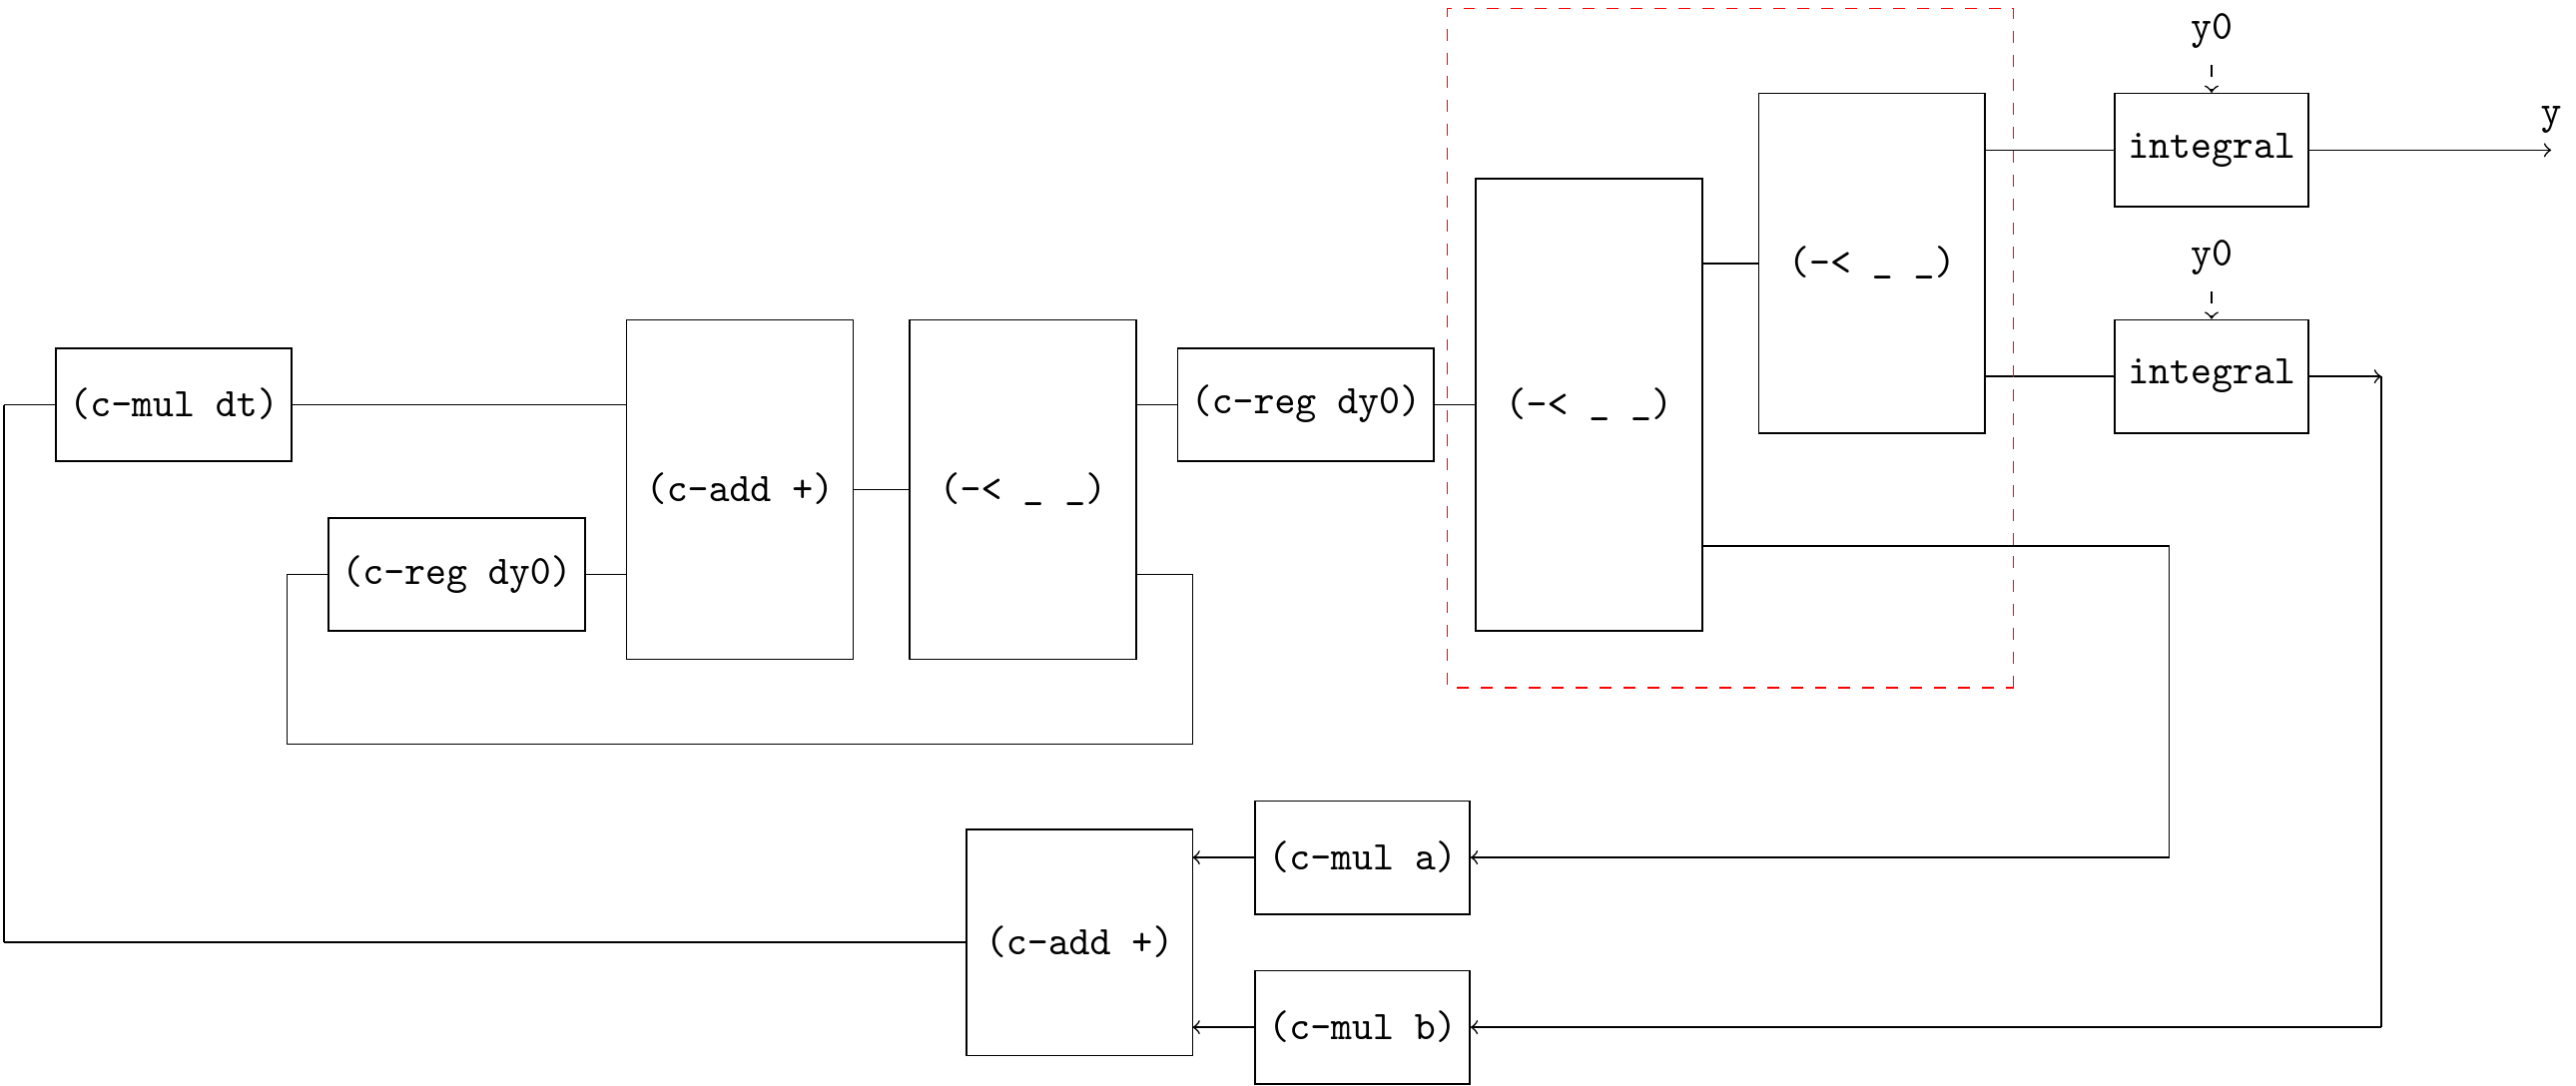 y0
y
integral
y0
(-< _ _)
integral
(c-mul dt)
(c-reg dy0)
(-< _ _)
(c-add +)
(-< _ _)
(c-reg dy0)
(c-mul a)
(c-add +)
(c-mul b)